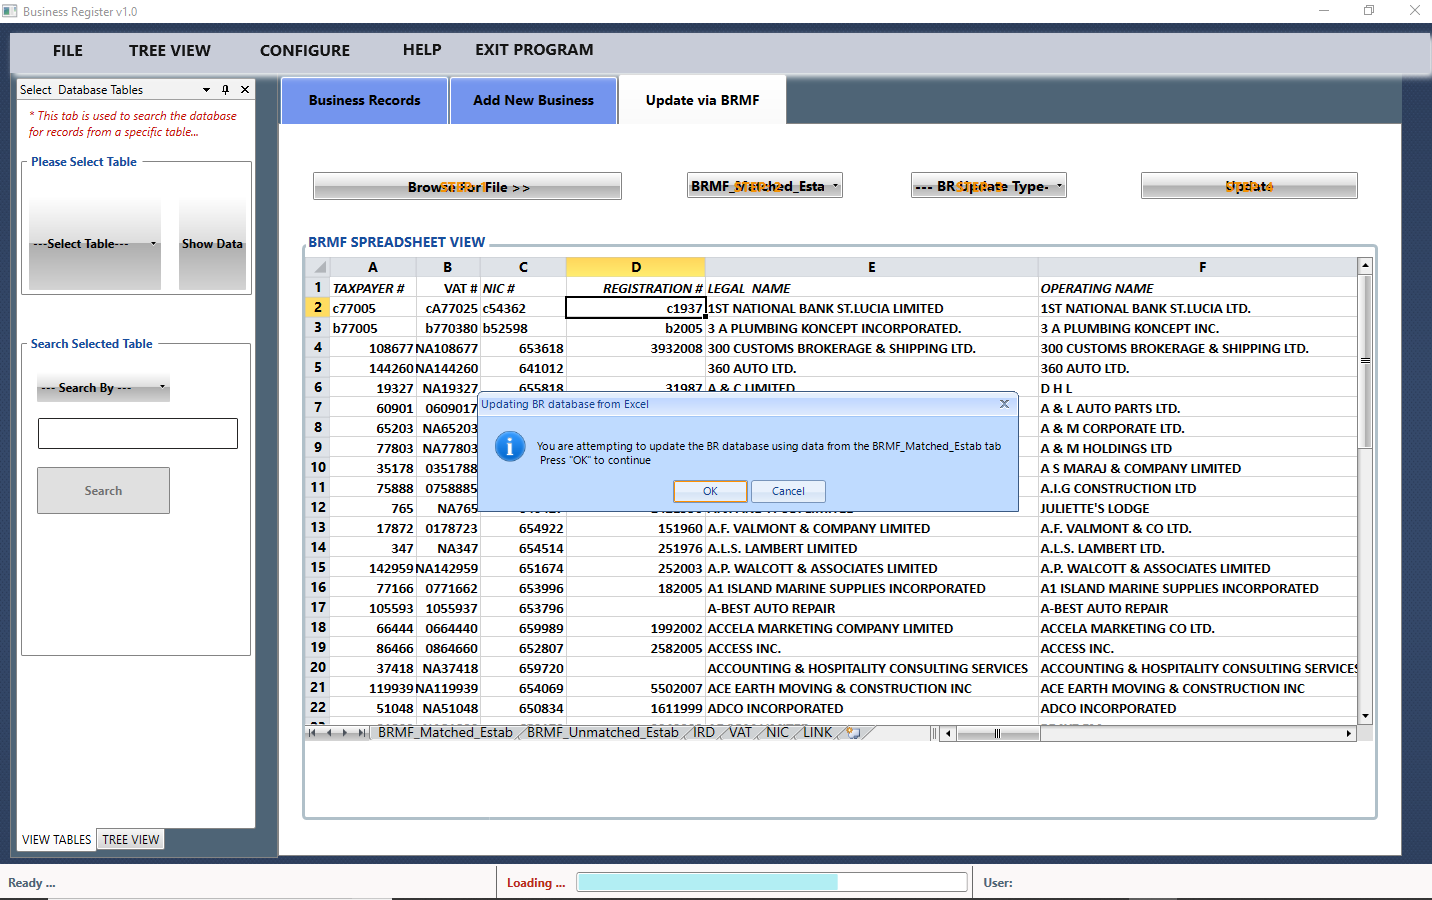 Business Register v1.0
FILE TREE VIEW CONFIGURE HELP EXIT PROGRAM
Select Database Tables
* This tab is used to search the database
for records from a specific table...
Please Select Table
---Select Table---
Show Data
Search Selected Table
--- Search By ---
Search
VIEW TABLES TREE VIEW
Business Records Add New Business Update via BRMF
Browse For File >> BRMF_Matched_Esta --- BR Update Type- Update
STEP 1 STEP 2 STEP 3 STEP 4
BRMF SPREADSHEET VIEW
A B C D E F
1 TAXPAYER # VAT # NIC # REGISTRATION # LEGAL NAME OPERATING NAME
2 c77005 cA77025 c54362 c1937 1ST NATIONAL BANK ST.LUCIA LIMITED 1ST NATIONAL BANK ST.LUCIA LTD.
3 b77005 b770380 b52598 b2005 3 A PLUMBING KONCEPT INCORPORATED. 3 A PLUMBING KONCEPT INC.
4 108677 NA108677 653618 3932008 300 CUSTOMS BROKERAGE & SHIPPING LTD. 300 CUSTOMS BROKERAGE & SHIPPING LTD.
5 144260 NA144260 641012 360 AUTO LTD. 360 AUTO LTD.
6 19327 NA19327 655818 31987 A & C LIMITED D H L
7 60901 0609017 A & L AUTO PARTS LTD.
8 65203 NA65203 A & M CORPORATE LTD.
9 77803 NA77803 A & M HOLDINGS LTD
10 35178 0351788 A S MARAJ & COMPANY LIMITED
11 75888 0758885 A.I.G CONSTRUCTION LTD
12 765 NA765 JULIETTE'S LODGE
13 17872 0178723 654922 151960 A.F. VALMONT & COMPANY LIMITED A.F. VALMONT & CO LTD.
14 347 NA347 654514 251976 A.L.S. LAMBERT LIMITED A.L.S. LAMBERT LTD.
15 142959 NA142959 651674 252003 A.P. WALCOTT & ASSOCIATES LIMITED A.P. WALCOTT & ASSOCIATES LIMITED
16 77166 0771662 653996 182005 A1 ISLAND MARINE SUPPLIES INCORPORATED A1 ISLAND MARINE SUPPLIES INCORPORATED
17 105593 1055937 653796 A-BEST AUTO REPAIR A-BEST AUTO REPAIR
18 66444 0664440 659989 1992002 ACCELA MARKETING COMPANY LIMITED ACCELA MARKETING CO LTD.
19 86466 0864660 652807 2582005 ACCESS INC. ACCESS INC.
20 37418 NA37418 659720 ACCOUNTING & HOSPITALITY CONSULTING SERVICES ACCOUNTING & HOSPITALITY CONSULTING SERVICES
21 119939 NA119939 654069 5502007 ACE EARTH MOVING & CONSTRUCTION INC ACE EARTH MOVING & CONSTRUCTION INC
22 51048 NA51048 650834 1611999 ADCO INCORPORATED ADCO INCORPORATED
BRMF_Matched_Estab BRMF_Unmatched_Estab IRD VAT NIC LINK
Updating BR database from Excel
You are attempting to update the BR database using data from the BRMF_Matched_Estab tab
Press "OK" to continue
OK Cancel
Ready ... Loading ... User: